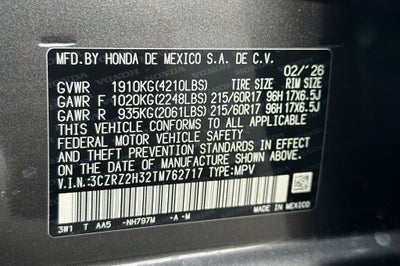 MFD.BY HONDA DE MEXICO S.A. DE C.V.
02/'26
GVWR 1910KG(4210LBS) TIRE SIZE RIM SIZE
GAWR F 1020KG(2248LBS) 215/60R17 96H 17X6.5J
GAWR R 935KG(2061LBS) 215/60R17 96H 17X6.5J
THIS VEHICLE CONFORMS TO ALL APPLICABLE
FEDERAL MOTOR VEHICLE SAFETY, BUMPER, AND
THEFT PREVENTION STANDARDS IN EFFECT ON
THE DATE OF MANUFACTURE SHOWN ABOVE.
V.I.N.:3CZRZ2H32TM762717 TYPE:MPV
MADE IN MEXICO
3W1 T AA5 -NH797M -A -M